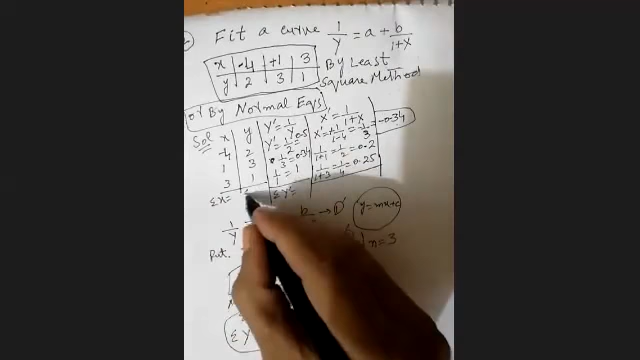 Fit a curve 1/Y = a + b/1+X
x | -4 | +1 | 3
y | 2 | 3 | 1
By Least
Square Method
or By Normal Eqs
Sol x y Y' = 1/Y X' = 1/1+X
-4 2 Y' = 1/2 = 0.5 X' = 1/1-4 = 1/3 = -0.34
1 3 1/3 = 0.34 1/1+1 = 1/2 = 0.2
3 1 1/1 = 1 1/1+3 = 1/4 = 0.25
Σx = ΣY' =
1/Y b → ① y = mx+c
Put. n = 3
ΣY